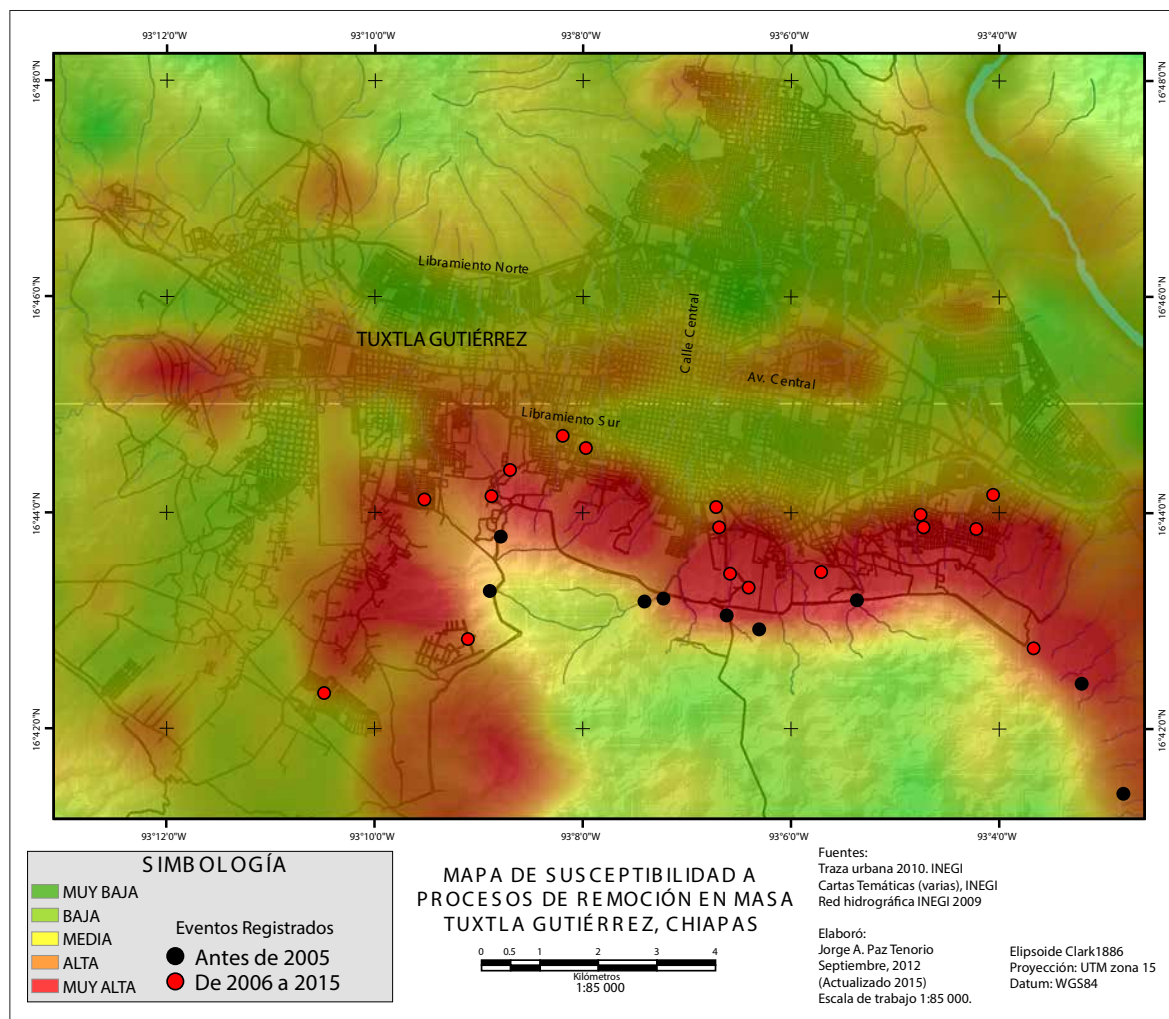 93°12'0"W 93°10'0"W 93°8'0"W 93°6'0"W 93°4'0"W
16°48'0"N 16°48'0"N
Libramiento Norte
16°46'0"N 16°46'0"N
Calle Central
TUXTLA GUTIÉRREZ
Av. Central
Libramiento Sur
16°44'0"N 16°44'0"N
16°42'0"N 16°42'0"N
93°12'0"W 93°10'0"W 93°8'0"W 93°6'0"W 93°4'0"W
SIMBOLOGÍA
MUY BAJA
BAJA
MEDIA
ALTA
MUY ALTA
Eventos Registrados
Antes de 2005
De 2006 a 2015
MAPA DE SUSCEPTIBILIDAD A
PROCESOS DE REMOCIÓN EN MASA
TUXTLA GUTIÉRREZ, CHIAPAS
0 0.5 1 2 3 4
Kilómetros
1:85 000
Fuentes:
Traza urbana 2010. INEGI
Cartas Temáticas (varias), INEGI
Red hidrográfica INEGI 2009
Elaboró:
Jorge A. Paz Tenorio
Septiembre, 2012
(Actualizado 2015)
Escala de trabajo 1:85 000.
Elipsoide Clark1886
Proyección: UTM zona 15
Datum: WGS84